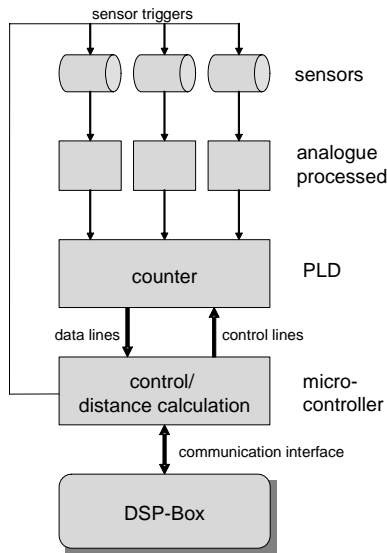 sensor triggers
sensors
analogue
processed
counter
PLD
data lines
control lines
control/
distance calculation
micro-
controller
communication interface
DSP-Box